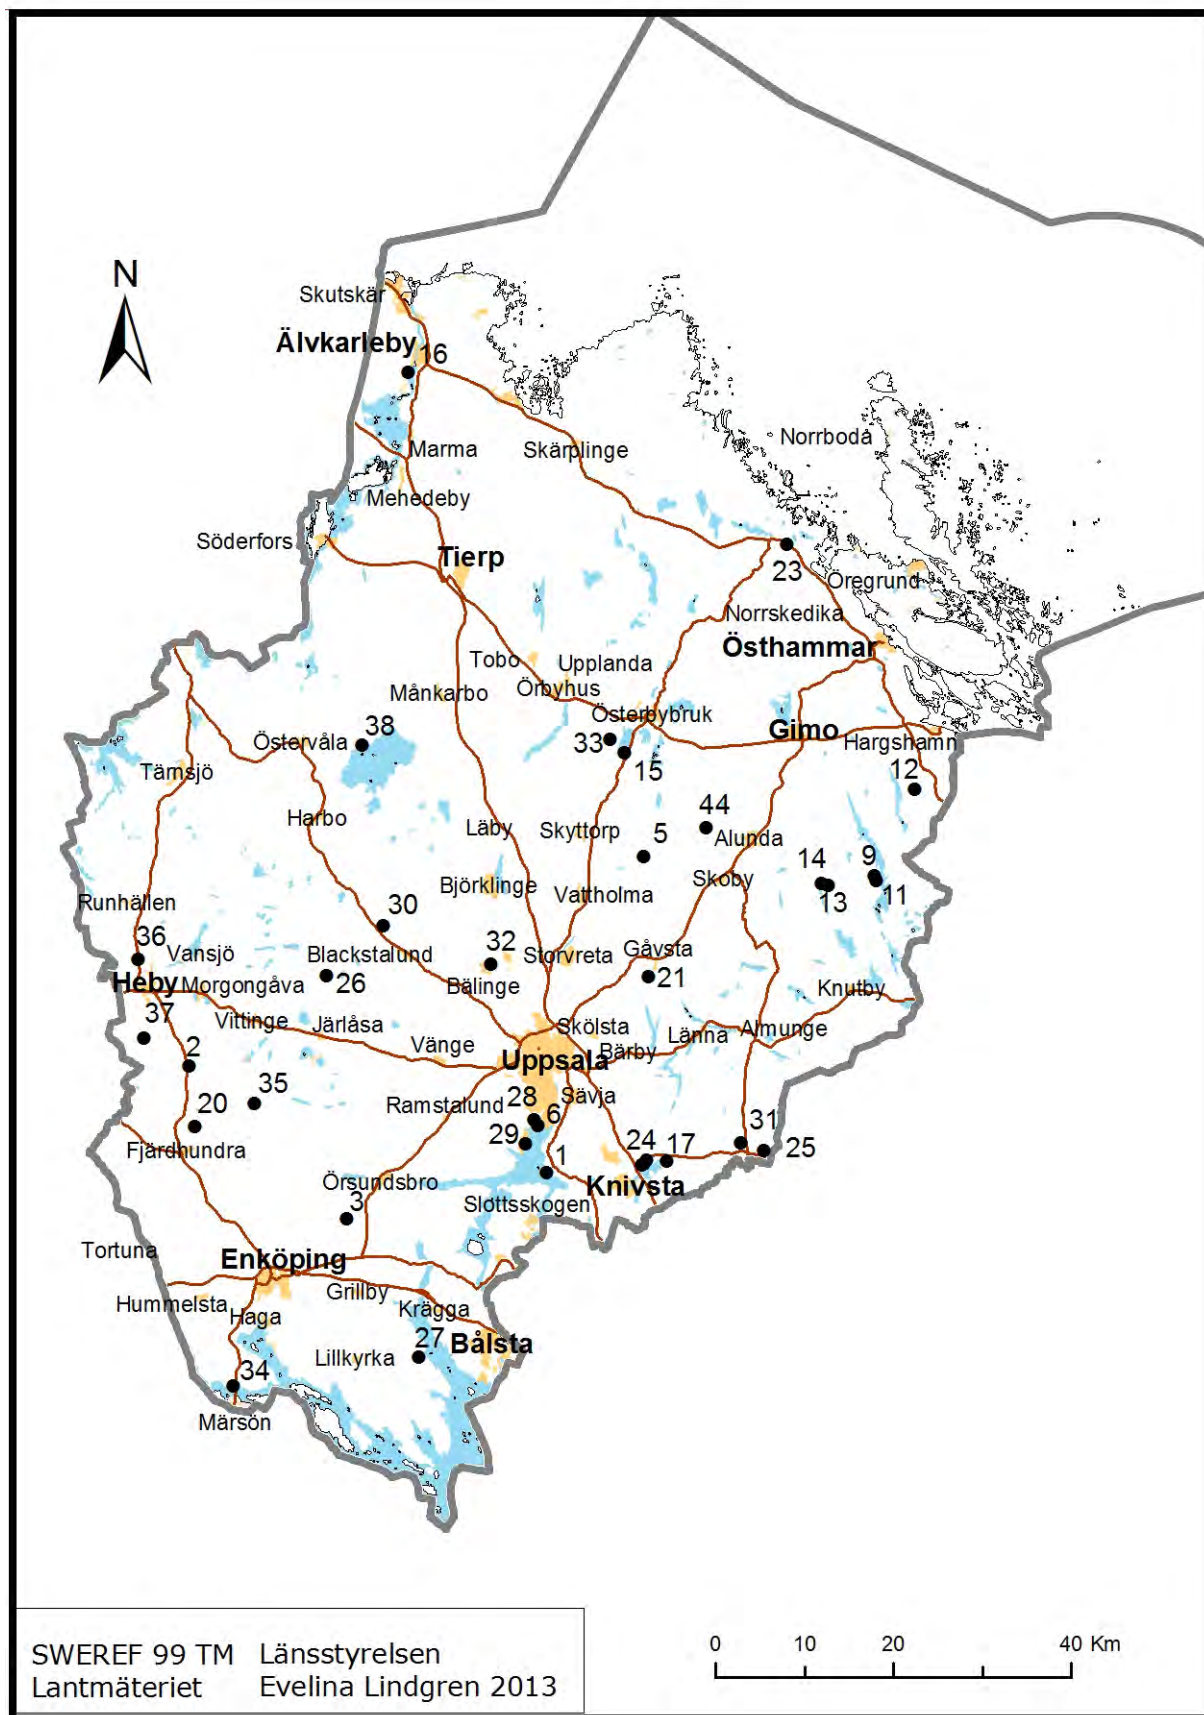 N
Skutskär
Älvkarleby
16
Marma
Skärplinge
Norrboda
Mehedeby
Söderfors
Tierp
23
Öregrund
Norrskedika
Östhammar
Tobo
Upplanda
Månkarbo
Örbyhus
Österbybruk
38
Östervåla
33
Gimo
Hargshamn
Tärnsjö
15
12
Harbo
Läby
Skyttorp
44
5
Alunda
14
9
Björklinge
Vattholma
Skoby
13
11
Runhällen
30
36
Vansjö
Blackstalund
32
Storvreta
Gåvsta
Heby
Morgongåva
26
Bälinge
21
Knutby
Vittinge
Järlåsa
Skölsta
Länna
Almunge
37
Vänge
Uppsala
Bärby
2
35
Ramstalund
28
Sävja
20
6
Fjärdhundra
29
31
24
17
25
Örsundsbro
1
Knivsta
3
Slottsskogen
Tortuna
Enköping
Hummelsta
Grillby
Haga
Krägga
27
Bålsta
Lillkyrka
34
Märsön
SWEREF 99 TM Länsstyrelsen
Lantmäteriet Evelina Lindgren 2013
0 10 20 40 Km